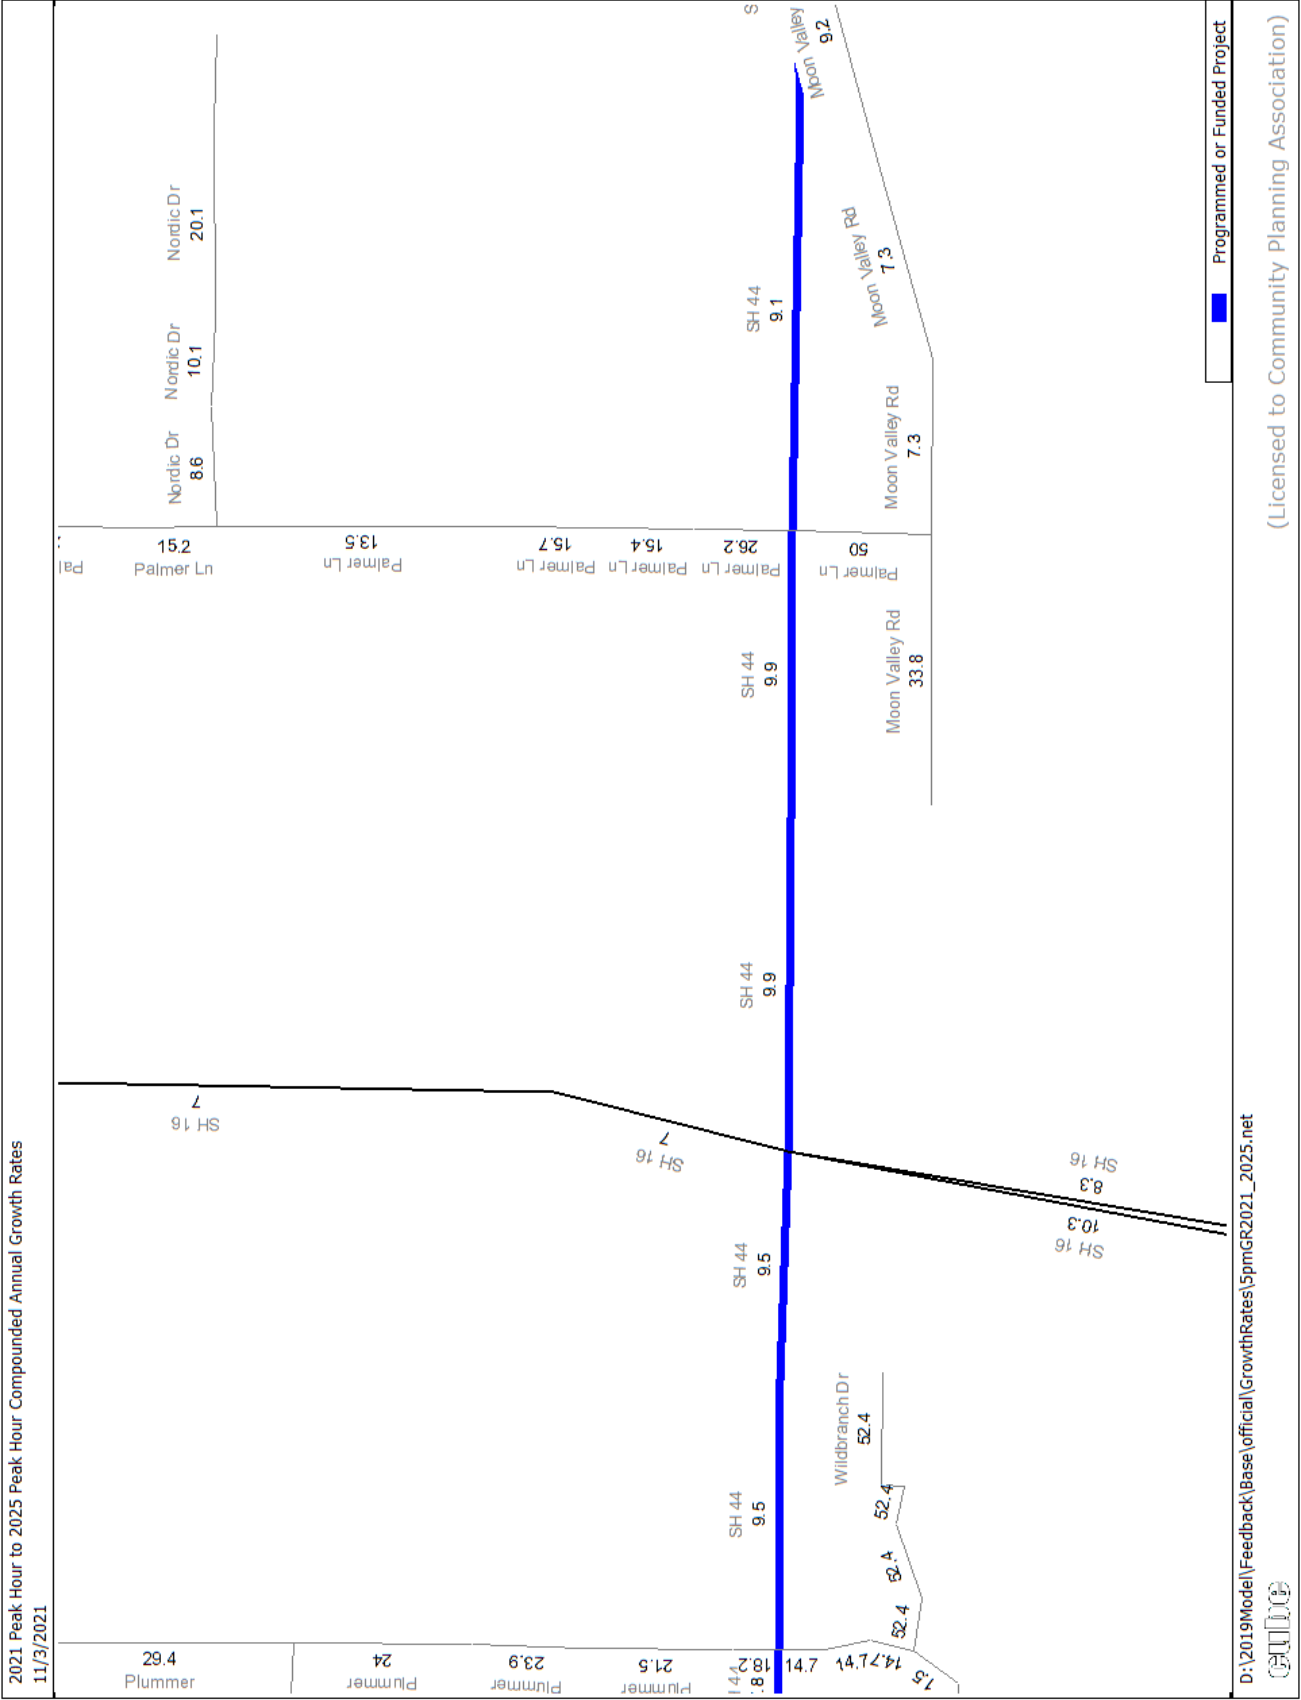 2021 Peak Hour to 2025 Peak Hour Compounded Annual Growth Rates
11/3/2021
Nordic Dr
8.6
Nordic Dr
10.1
Nordic Dr
20.1
Palmer Ln
15.2
Palmer Ln
13.5
Palmer Ln
15.7
Palmer Ln
15.4
Palmer Ln
26.2
Palmer Ln
50
SH 16
7
SH 16
7
SH 16
8.3
SH 16
10.3
Plummer
29.4
Plummer
24
Plummer
23.9
Plummer
21.5
18.2
14.7
14.7
1.5
SH 44
9.5
SH 44
9.5
SH 44
9.9
SH 44
9.9
SH 44
9.1
Wildbranch Dr
52.4
52.4
52.4
52.4
Moon Valley Rd
33.8
Moon Valley Rd
7.3
Moon Valley Rd
7.3
Moon Valley
9.2
Programmed or Funded Project
D:\2019Model\Feedback\Base\official\GrowthRates\5pmGR2021_2025.net
cube
(Licensed to Community Planning Association)